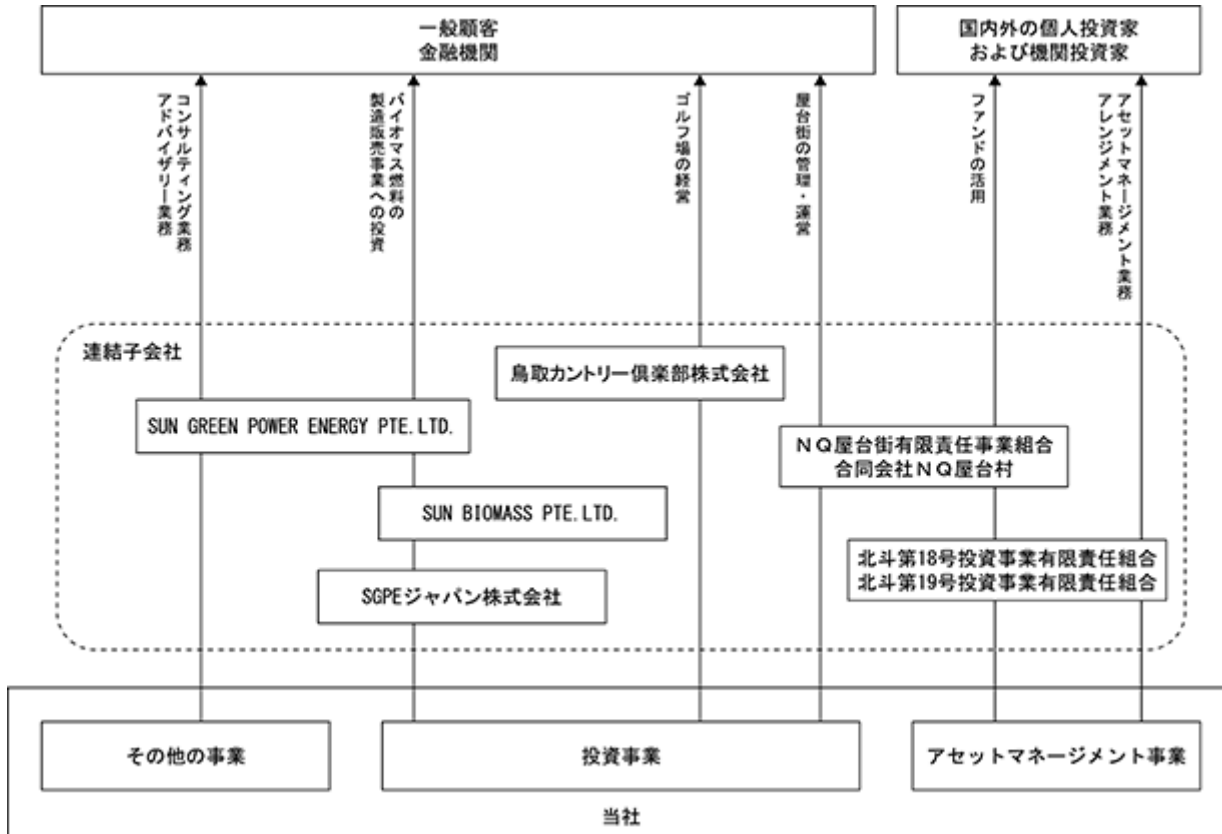 一般顧客
金融機関
国内外の個人投資家
および機関投資家
コンサルティング業務
アドバイザリー業務
バイオマス燃料の
製造販売事業への投資
ゴルフ場の経営
屋台街の管理・運営
ファンドの活用
アセットマネージメント業務
アレンジメント業務
連結子会社
鳥取カントリー倶楽部株式会社
SUN GREEN POWER ENERGY PTE.LTD.
NQ屋台街有限責任事業組合
合同会社NQ屋台村
SUN BIOMASS PTE.LTD.
北斗第18号投資事業有限責任組合
北斗第19号投資事業有限責任組合
SGPEジャパン株式会社
その他の事業
投資事業
アセットマネージメント事業
当社